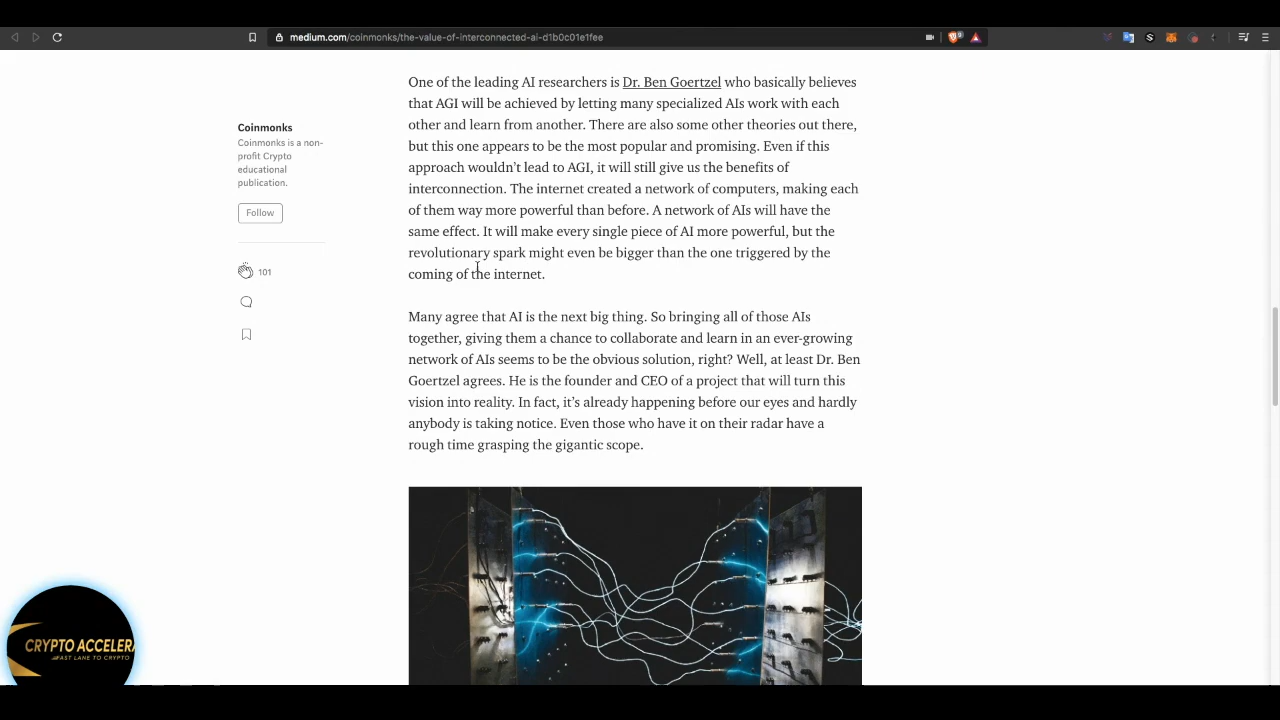 medium.com/coinmonks/the-value-of-interconnected-ai-d1b0c01e1fee
One of the leading AI researchers is Dr. Ben Goertzel who basically believes
that AGI will be achieved by letting many specialized AIs work with each
other and learn from another. There are also some other theories out there,
but this one appears to be the most popular and promising. Even if this
approach wouldn't lead to AGI, it will still give us the benefits of
interconnection. The internet created a network of computers, making each
of them way more powerful than before. A network of AIs will have the
same effect. It will make every single piece of AI more powerful, but the
revolutionary spark might even be bigger than the one triggered by the
coming of the internet.
Coinmonks
Coinmonks is a non-
profit Crypto
educational
publication.
Follow
101
Many agree that AI is the next big thing. So bringing all of those AIs
together, giving them a chance to collaborate and learn in an ever-growing
network of AIs seems to be the obvious solution, right? Well, at least Dr. Ben
Goertzel agrees. He is the founder and CEO of a project that will turn this
vision into reality. In fact, it's already happening before our eyes and hardly
anybody is taking notice. Even those who have it on their radar have a
rough time grasping the gigantic scope.
CRYPTO ACCELERA
FAST LANE TO CRYPTO